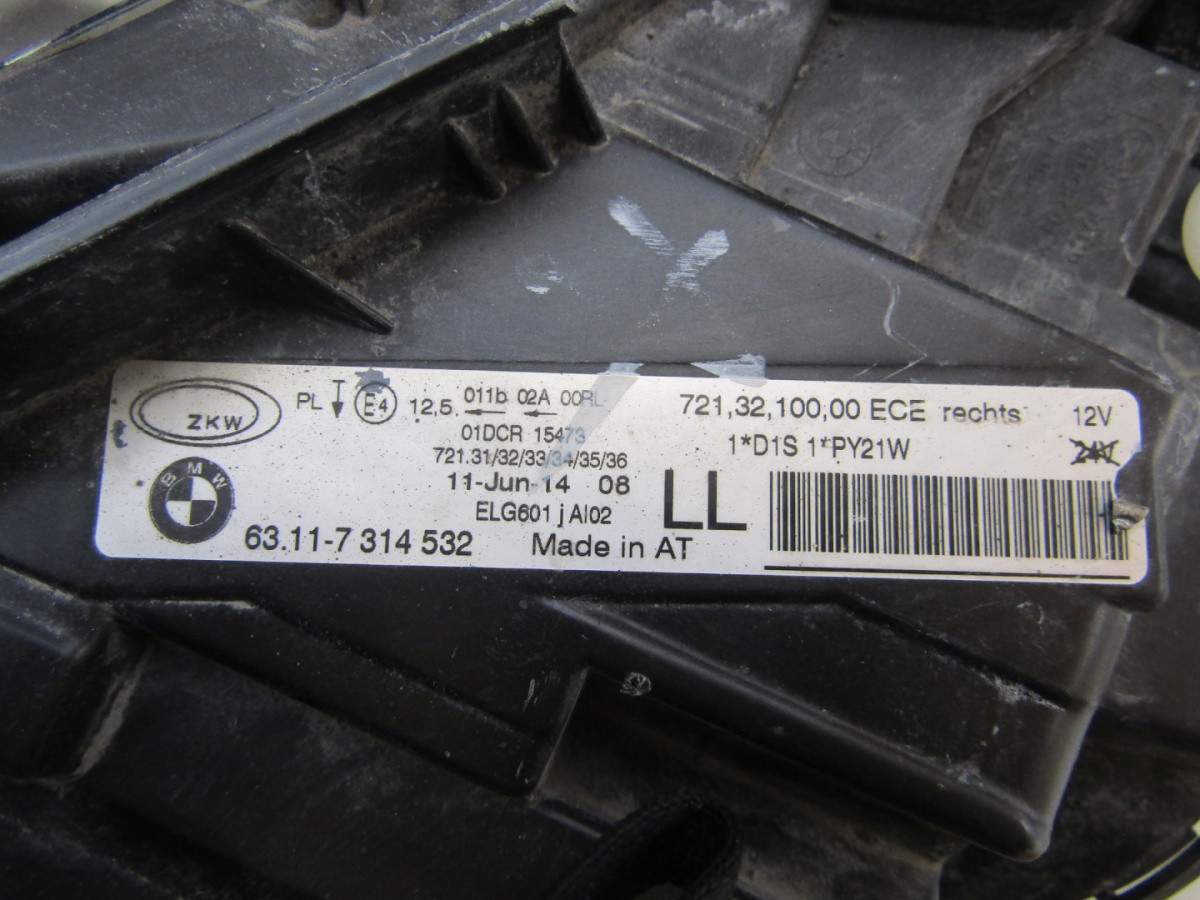 ZKW
PL E4 12,5. 011b 02A 00RL
01DCR 15473
721.31/32/33/34/35/36
11-Jun-14 08
ELG601 j AI02
BMW
63.11-7 314 532
Made in AT
LL
721,32,100,00 ECE rechts 12V
1*D1S 1*PY21W 24V